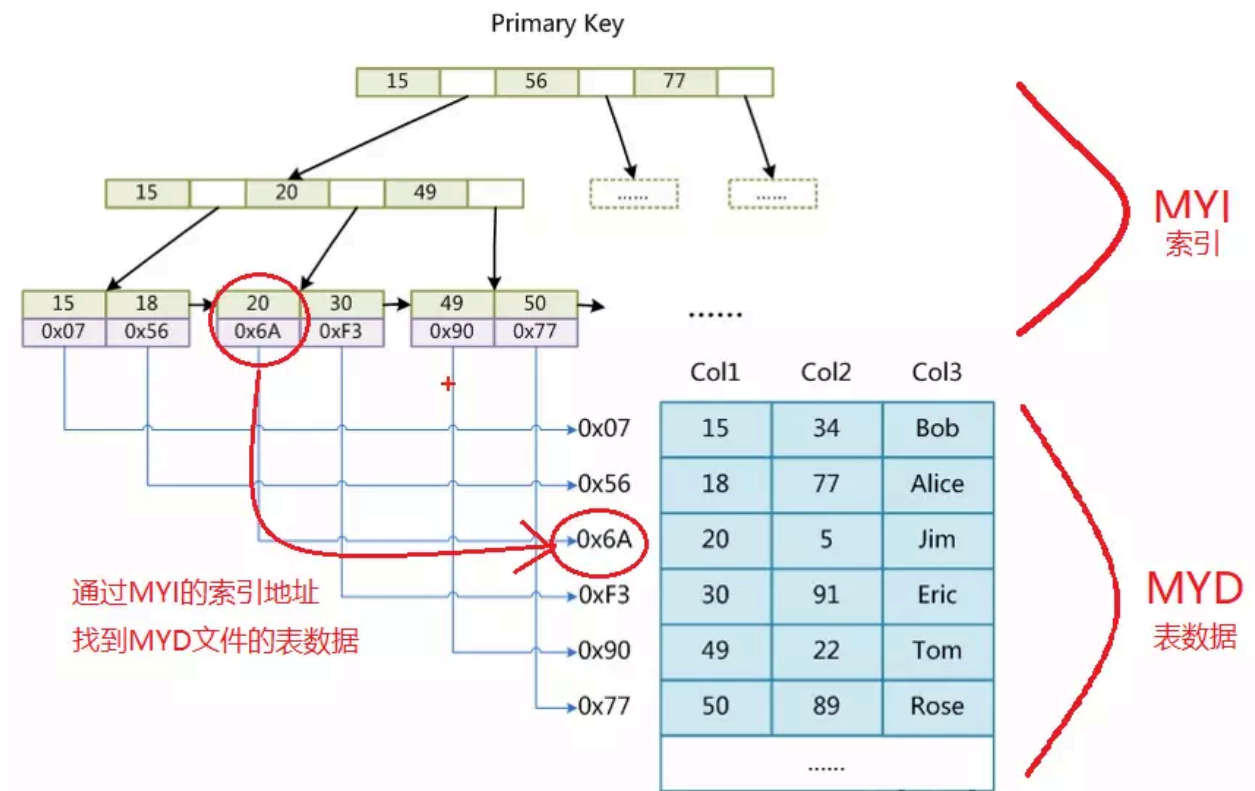 Primary Key
15 56 77
15 20 49
...... ......
MYI
索引
15 18 20 30 49 50
0x07 0x56 0x6A 0xF3 0x90 0x77
......
Col1 Col2 Col3
0x07 15 34 Bob
0x56 18 77 Alice
0x6A 20 5 Jim
0xF3 30 91 Eric
0x90 49 22 Tom
0x77 50 89 Rose
......
通过MYI的索引地址
找到MYD文件的表数据
MYD
表数据